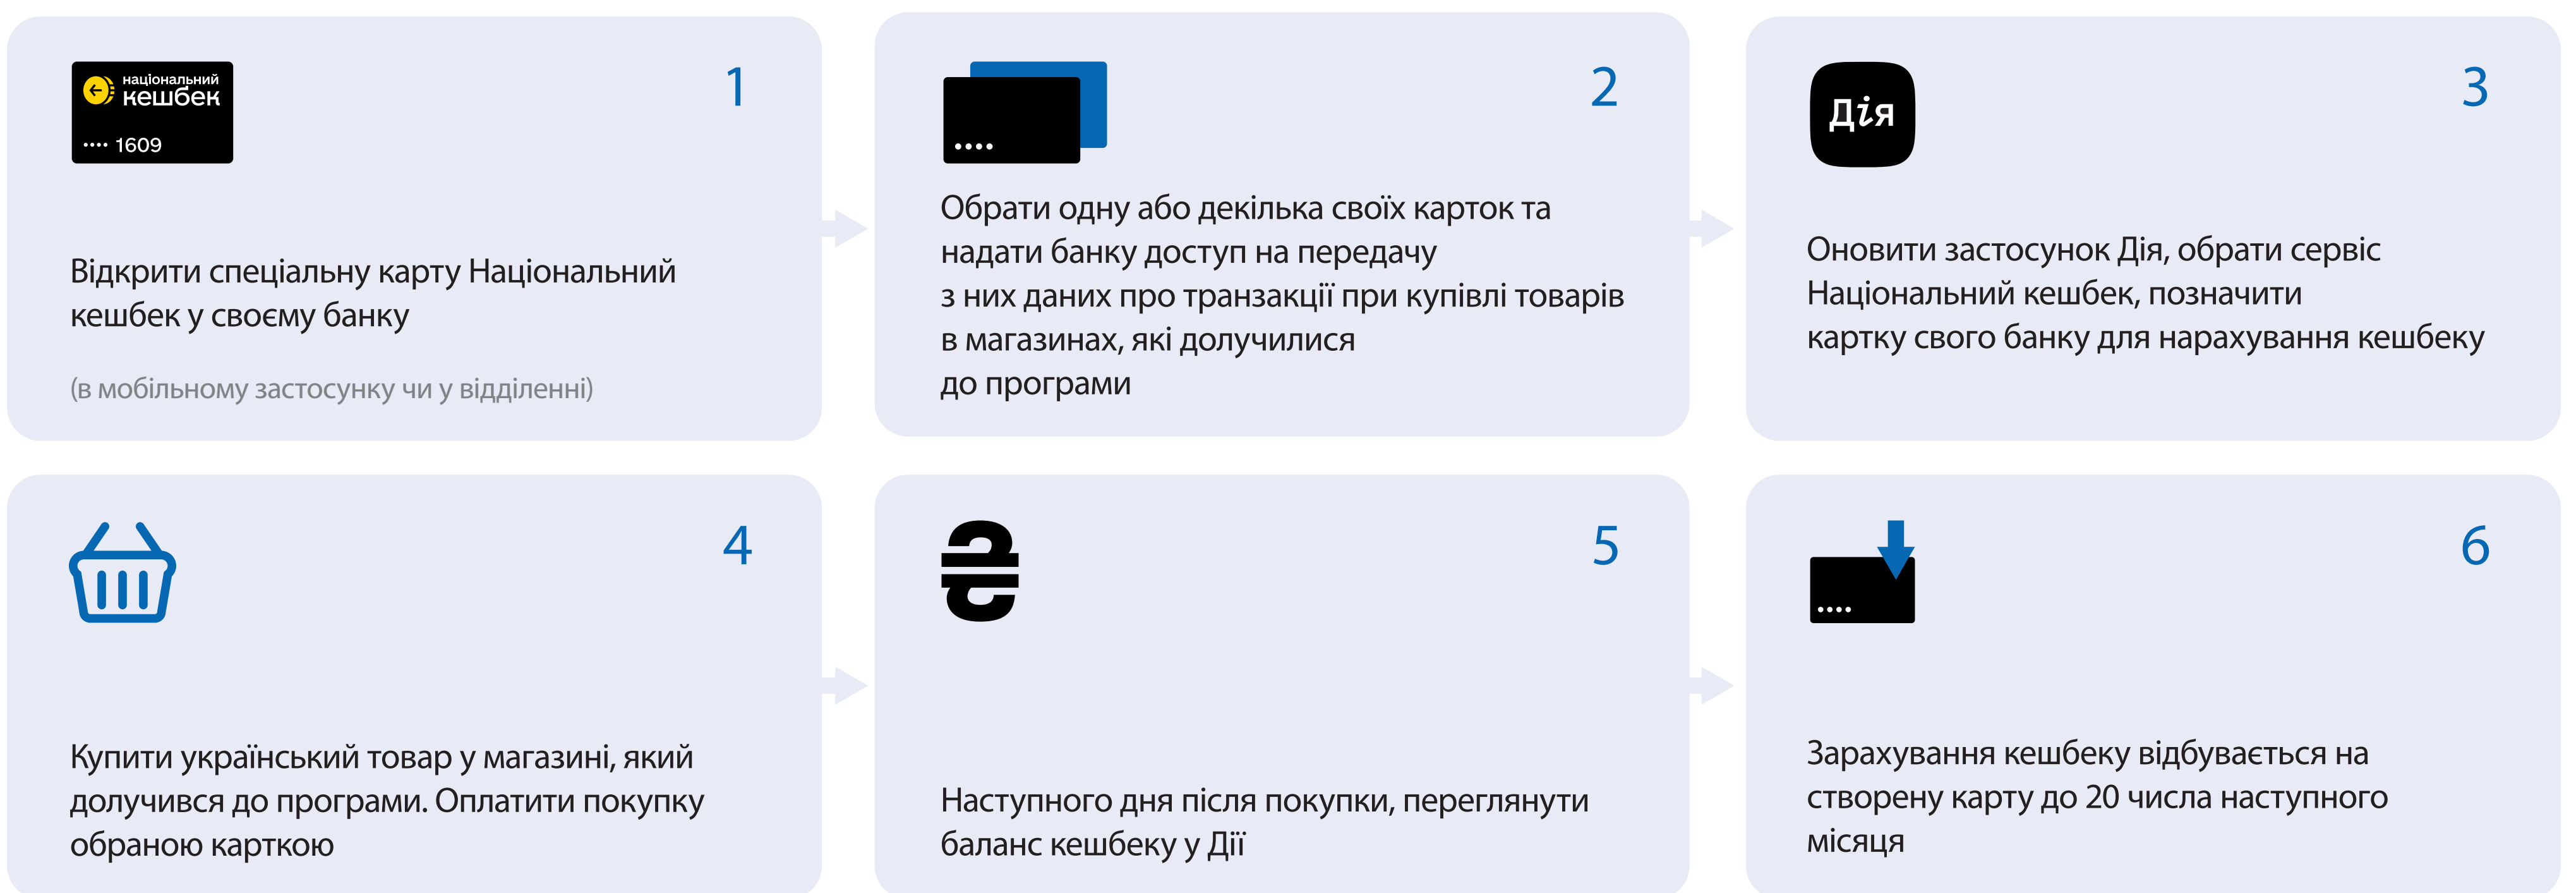 національний
кешбек
•••• 1609
1
Відкрити спеціальну карту Національний
кешбек у своєму банку
(в мобільному застосунку чи у відділенні)
2
••••
Обрати одну або декілька своїх карток та
надати банку доступ на передачу
з них даних про транзакції при купівлі товарів
в магазинах, які долучилися
до програми
Дія
3
Оновити застосунок Дія, обрати сервіс
Національний кешбек, позначити
картку свого банку для нарахування кешбеку
4
Купити український товар у магазині, який
долучився до програми. Оплатити покупку
обраною карткою
₴
5
Наступного дня після покупки, переглянути
баланс кешбеку у Дії
6
••••
Зарахування кешбеку відбувається на
створену карту до 20 числа наступного
місяця